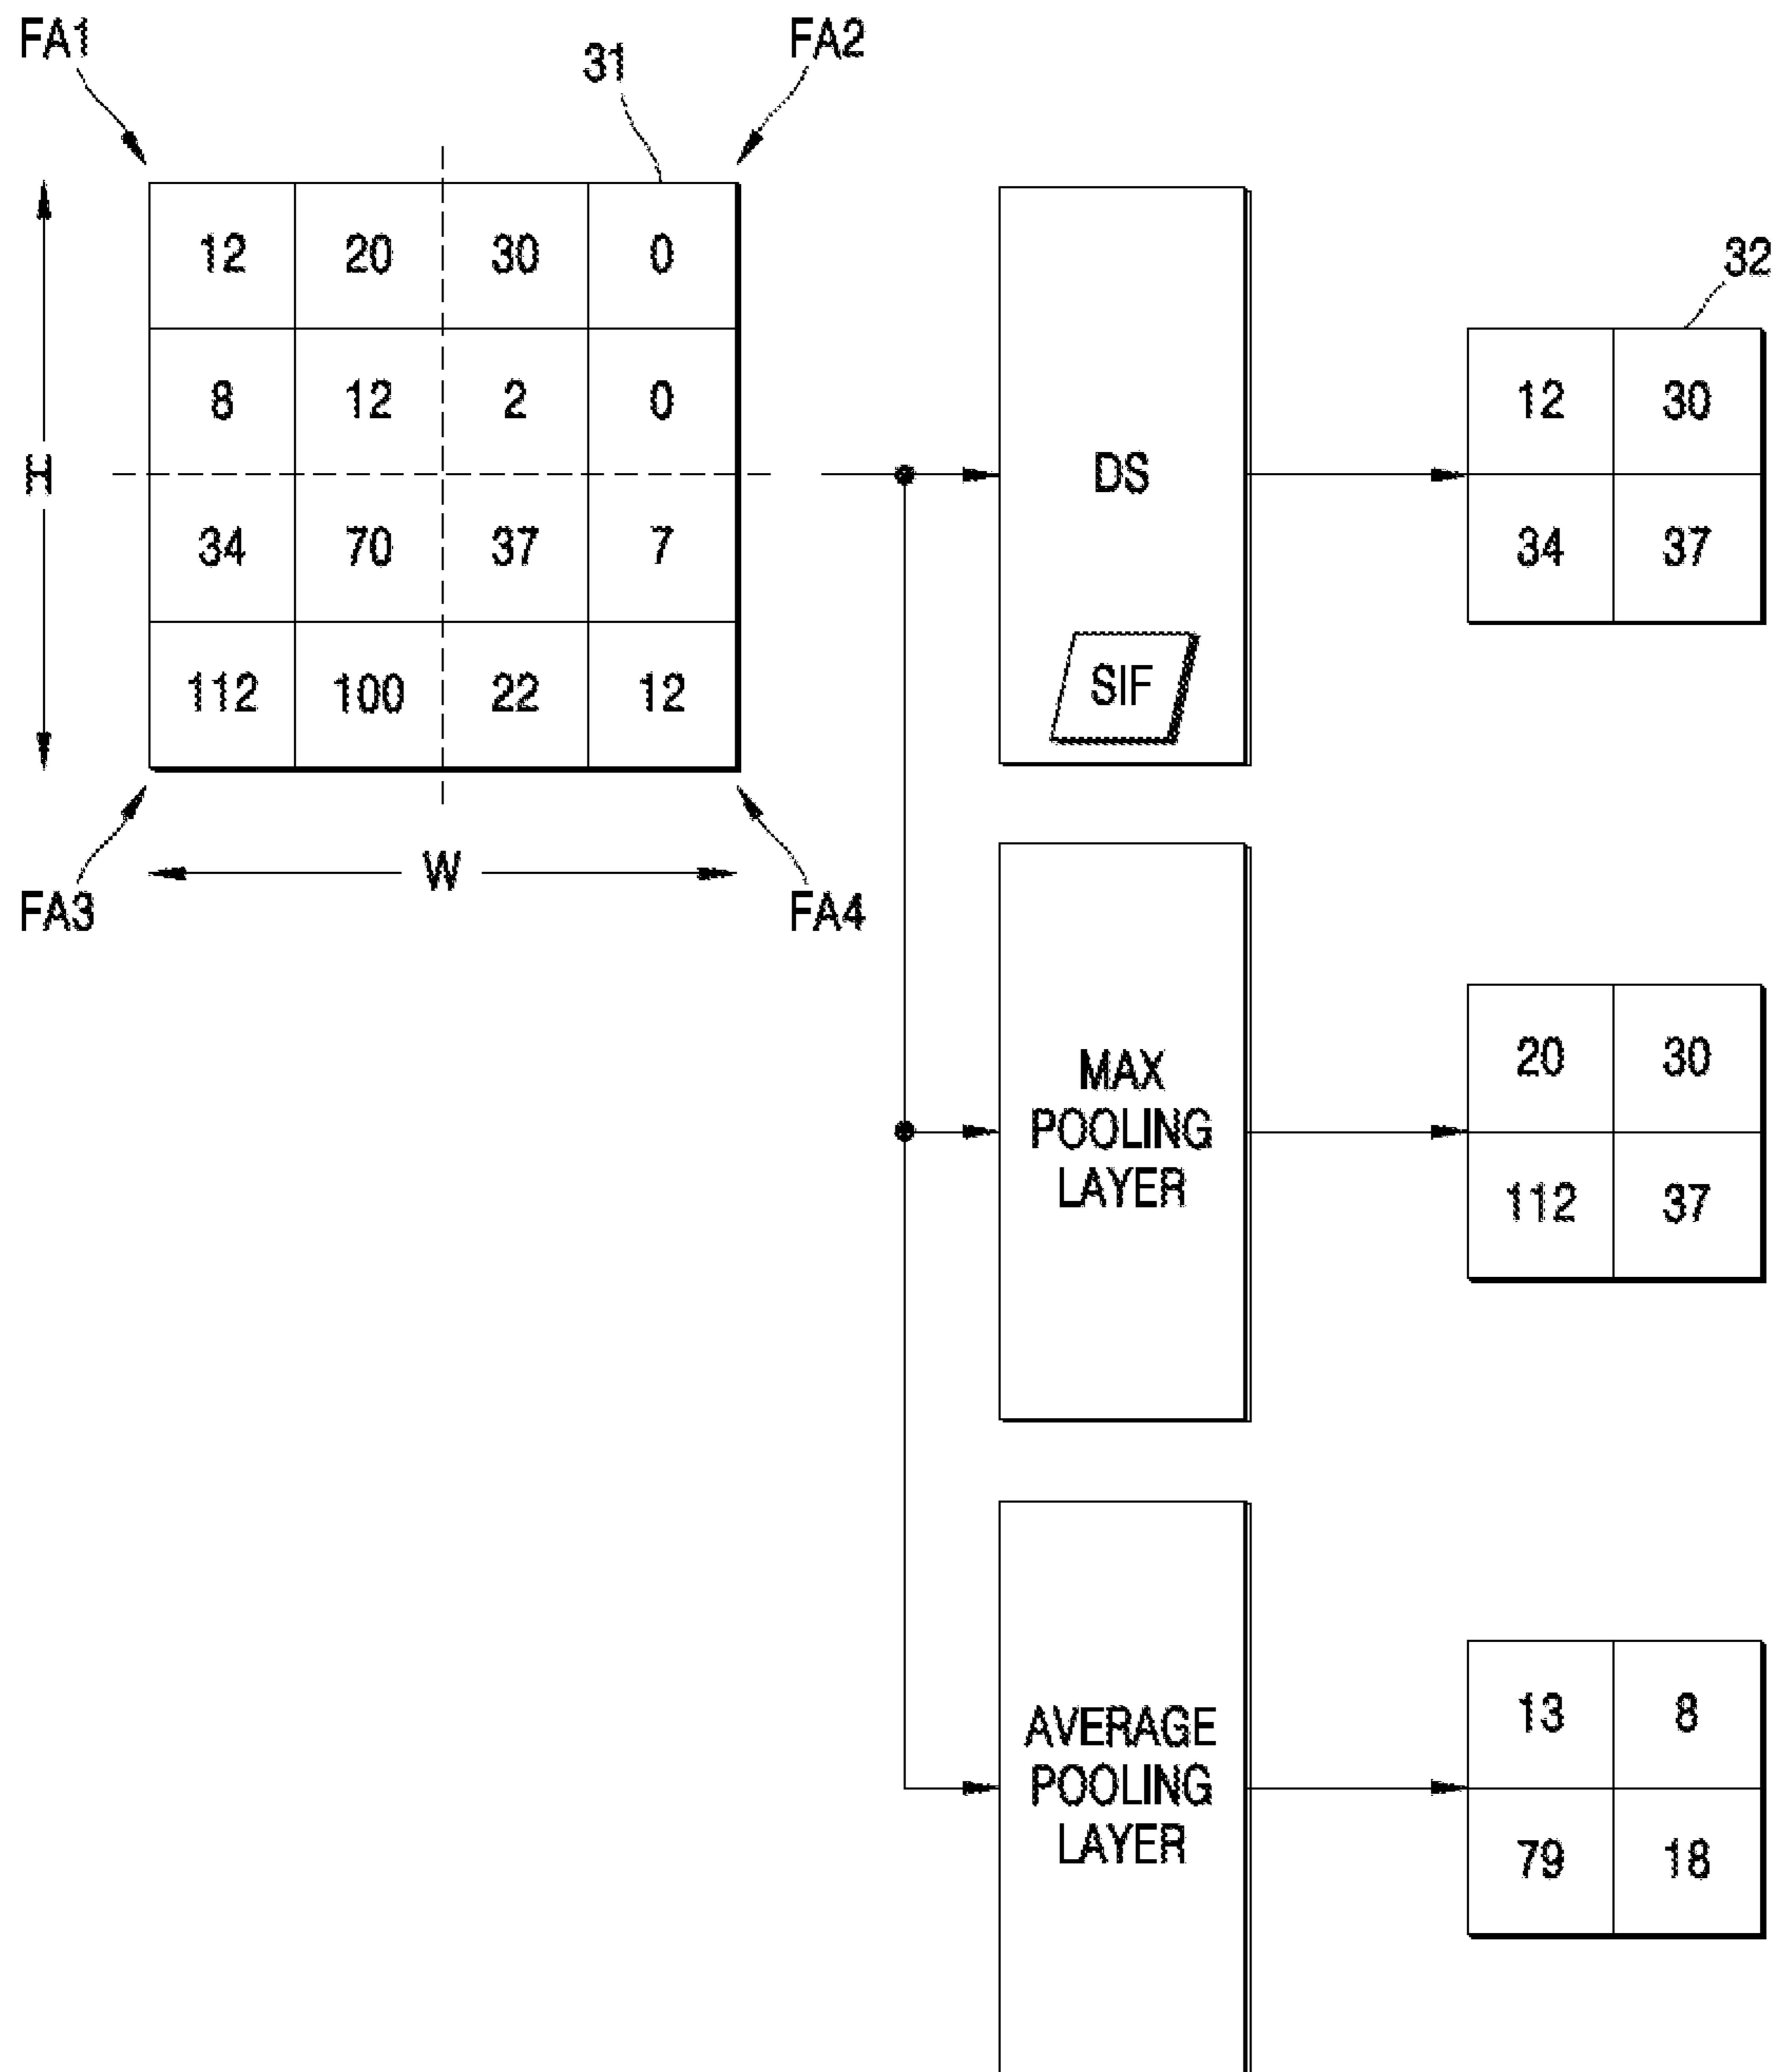 FA1
FA2
31
12 20 30 0
8 12 2 0
34 70 37 7
112 100 22 12
H
W
FA3
FA4
DS
SIF
32
12 30
34 37
MAX
POOLING
LAYER
20 30
112 37
AVERAGE
POOLING
LAYER
13 8
79 18